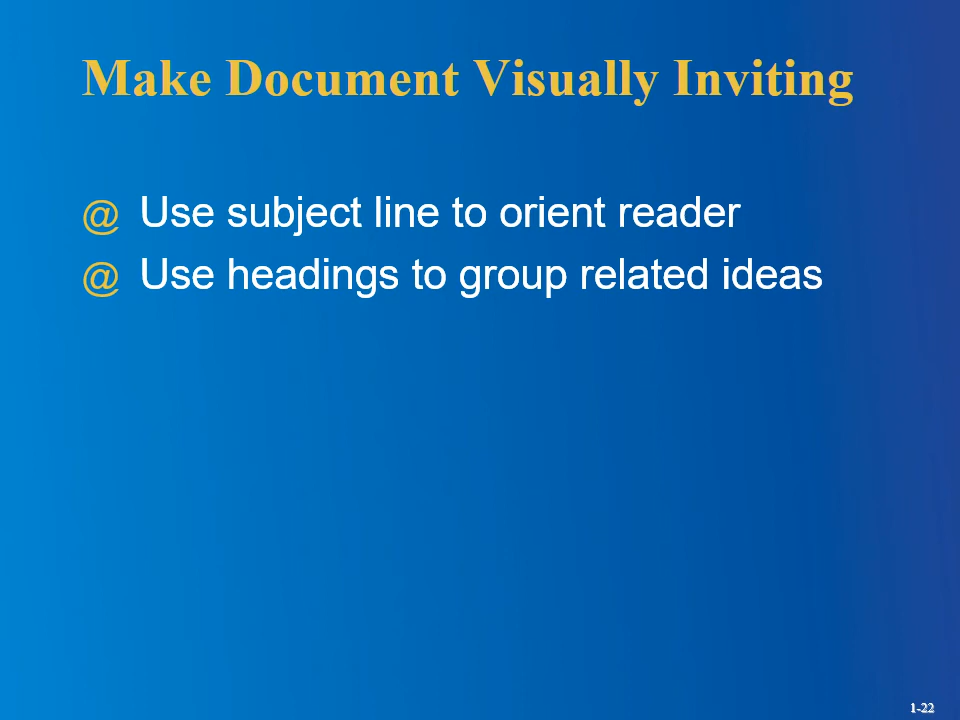 Make Document Visually Inviting
@ Use subject line to orient reader
@ Use headings to group related ideas
1-22